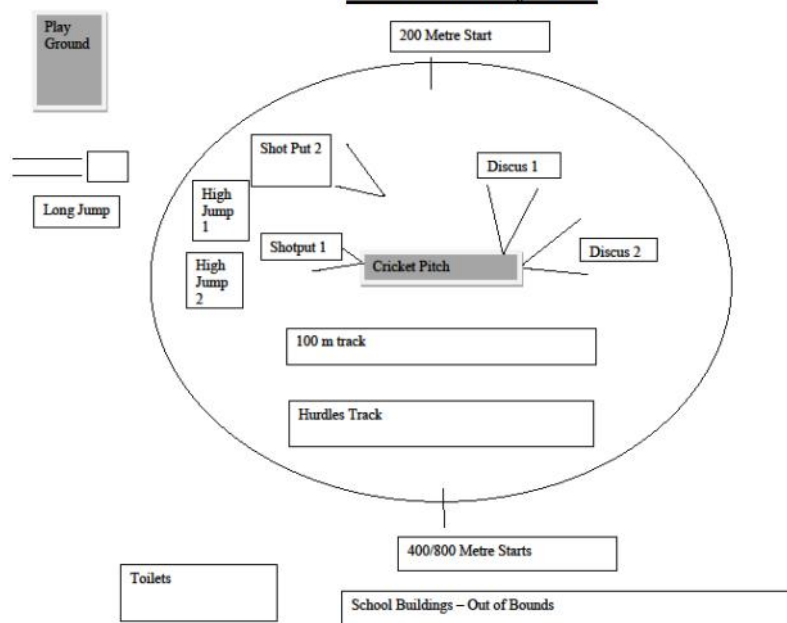 Play
Ground
200 Metre Start
Shot Put 2
Discus 1
High
Jump
1
Long Jump
Shotput 1
Discus 2
High
Jump
2
Cricket Pitch
100 m track
Hurdles Track
400/800 Metre Starts
Toilets
School Buildings – Out of Bounds